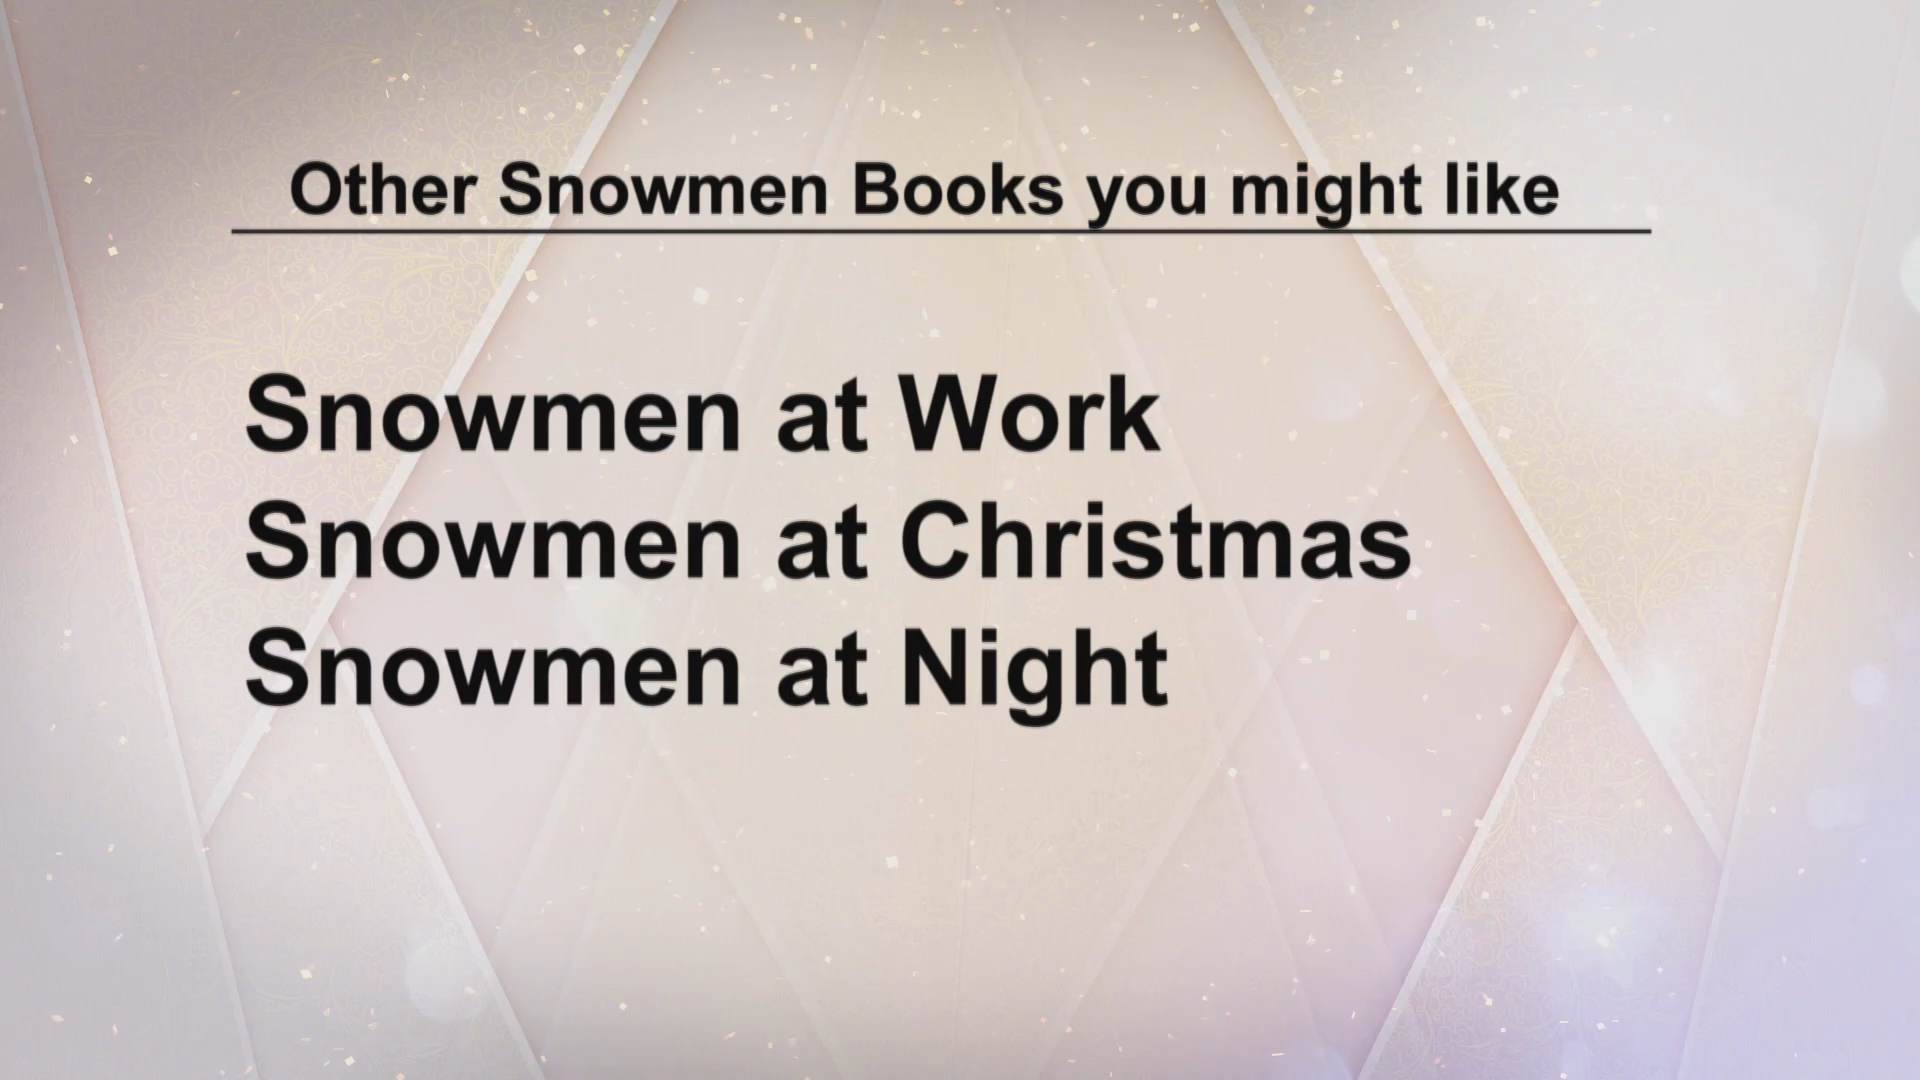 Other Snowmen Books you might like
Snowmen at Work
Snowmen at Christmas
Snowmen at Night